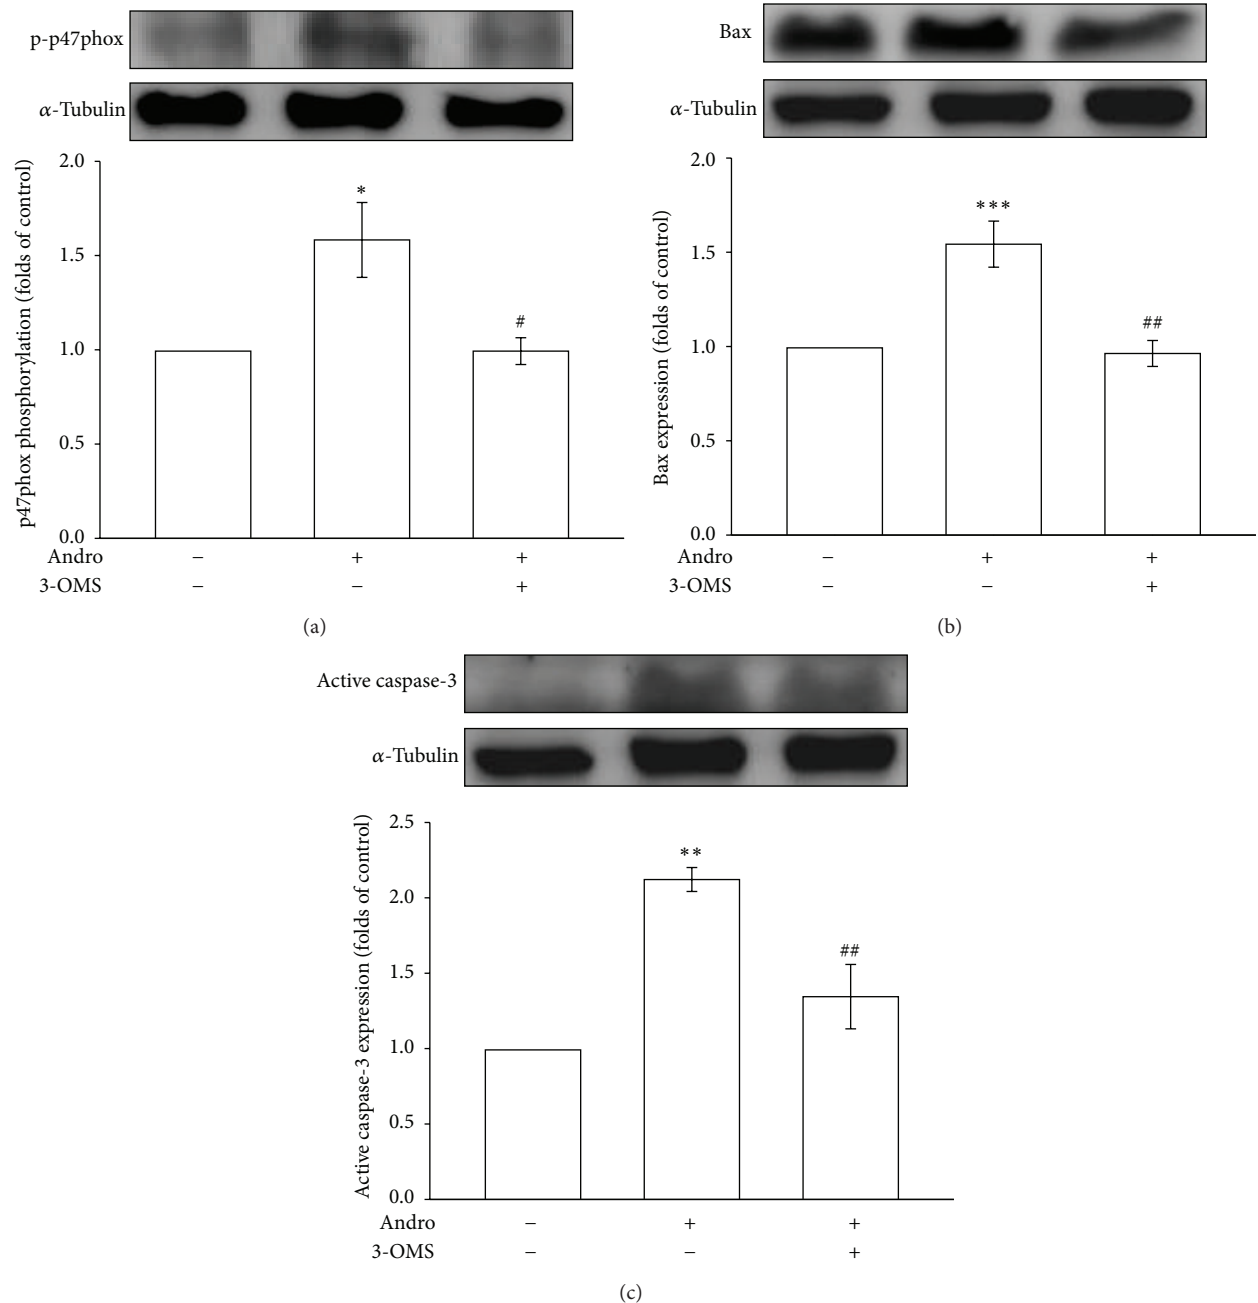 p-p47phox
α-Tubulin
p47phox phosphorylation (folds of control)
2.0
1.5
1.0
0.5
0.0
*
#
Andro − + +
3-OMS − − +
(a)
Bax
α-Tubulin
Bax expression (folds of control)
2.0
1.5
1.0
0.5
0.0
***
##
Andro − + +
3-OMS − − +
(b)
Active caspase-3
α-Tubulin
Active caspase-3 expression (folds of control)
2.5
2.0
1.5
1.0
0.5
0.0
**
##
Andro − + +
3-OMS − − +
(c)